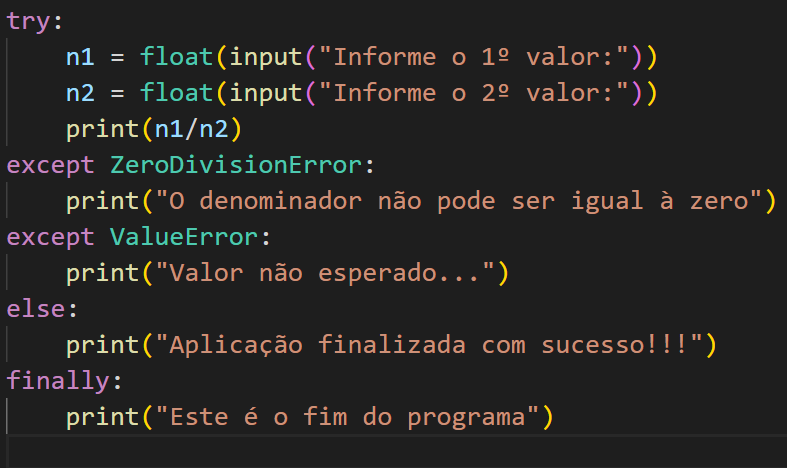 try:
    n1 = float(input("Informe o 1º valor:"))
    n2 = float(input("Informe o 2º valor:"))
    print(n1/n2)
except ZeroDivisionError:
    print("O denominador não pode ser igual à zero")
except ValueError:
    print("Valor não esperado...")
else:
    print("Aplicação finalizada com sucesso!!!")
finally:
    print("Este é o fim do programa")